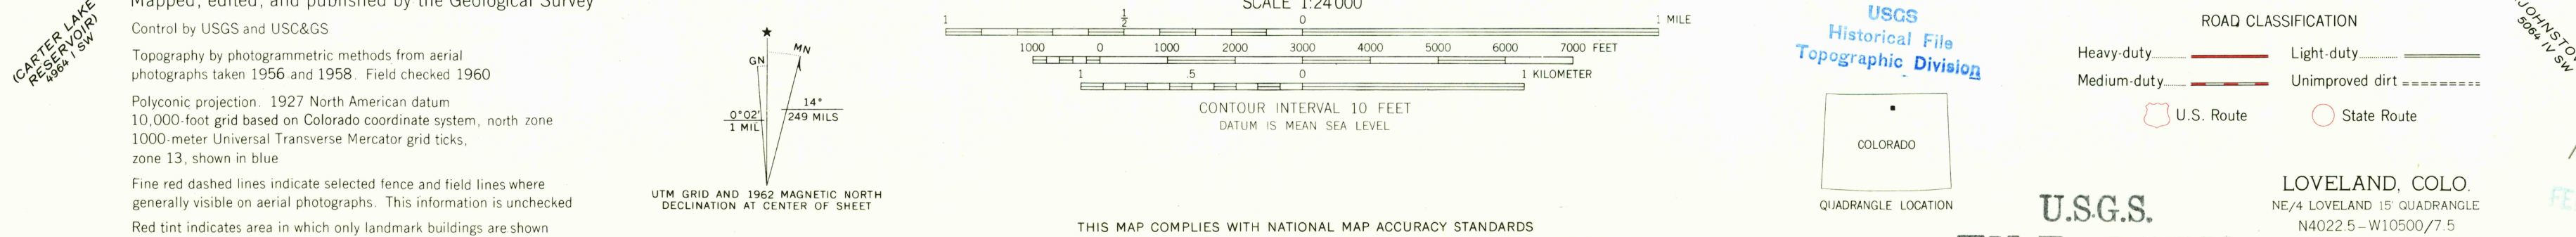 (CARTER LAKE
RESERVOIR)
4964 I SW
Mapped, edited, and published by the Geological Survey
Control by USGS and USC&GS
Topography by photogrammetric methods from aerial
photographs taken 1956 and 1958. Field checked 1960
Polyconic projection. 1927 North American datum
10,000-foot grid based on Colorado coordinate system, north zone
1000-meter Universal Transverse Mercator grid ticks,
zone 13, shown in blue
Fine red dashed lines indicate selected fence and field lines where
generally visible on aerial photographs. This information is unchecked
Red tint indicates area in which only landmark buildings are shown
★
GN
MN
0°02'
1 MIL
14°
249 MILS
UTM GRID AND 1962 MAGNETIC NORTH
DECLINATION AT CENTER OF SHEET
SCALE 1:24 000
1 ½ 0 1 MILE
1000 0 1000 2000 3000 4000 5000 6000 7000 FEET
1 .5 0 1 KILOMETER
CONTOUR INTERVAL 10 FEET
DATUM IS MEAN SEA LEVEL
THIS MAP COMPLIES WITH NATIONAL MAP ACCURACY STANDARDS
USGS
Historical File
Topographic Division
COLORADO
QUADRANGLE LOCATION
ROAD CLASSIFICATION
Heavy-duty Light-duty
Medium-duty Unimproved dirt
U.S. Route State Route
U.S.G.S.
LOVELAND, COLO.
NE/4 LOVELAND 15' QUADRANGLE
N4022.5–W10500/7.5
5064 IV SW